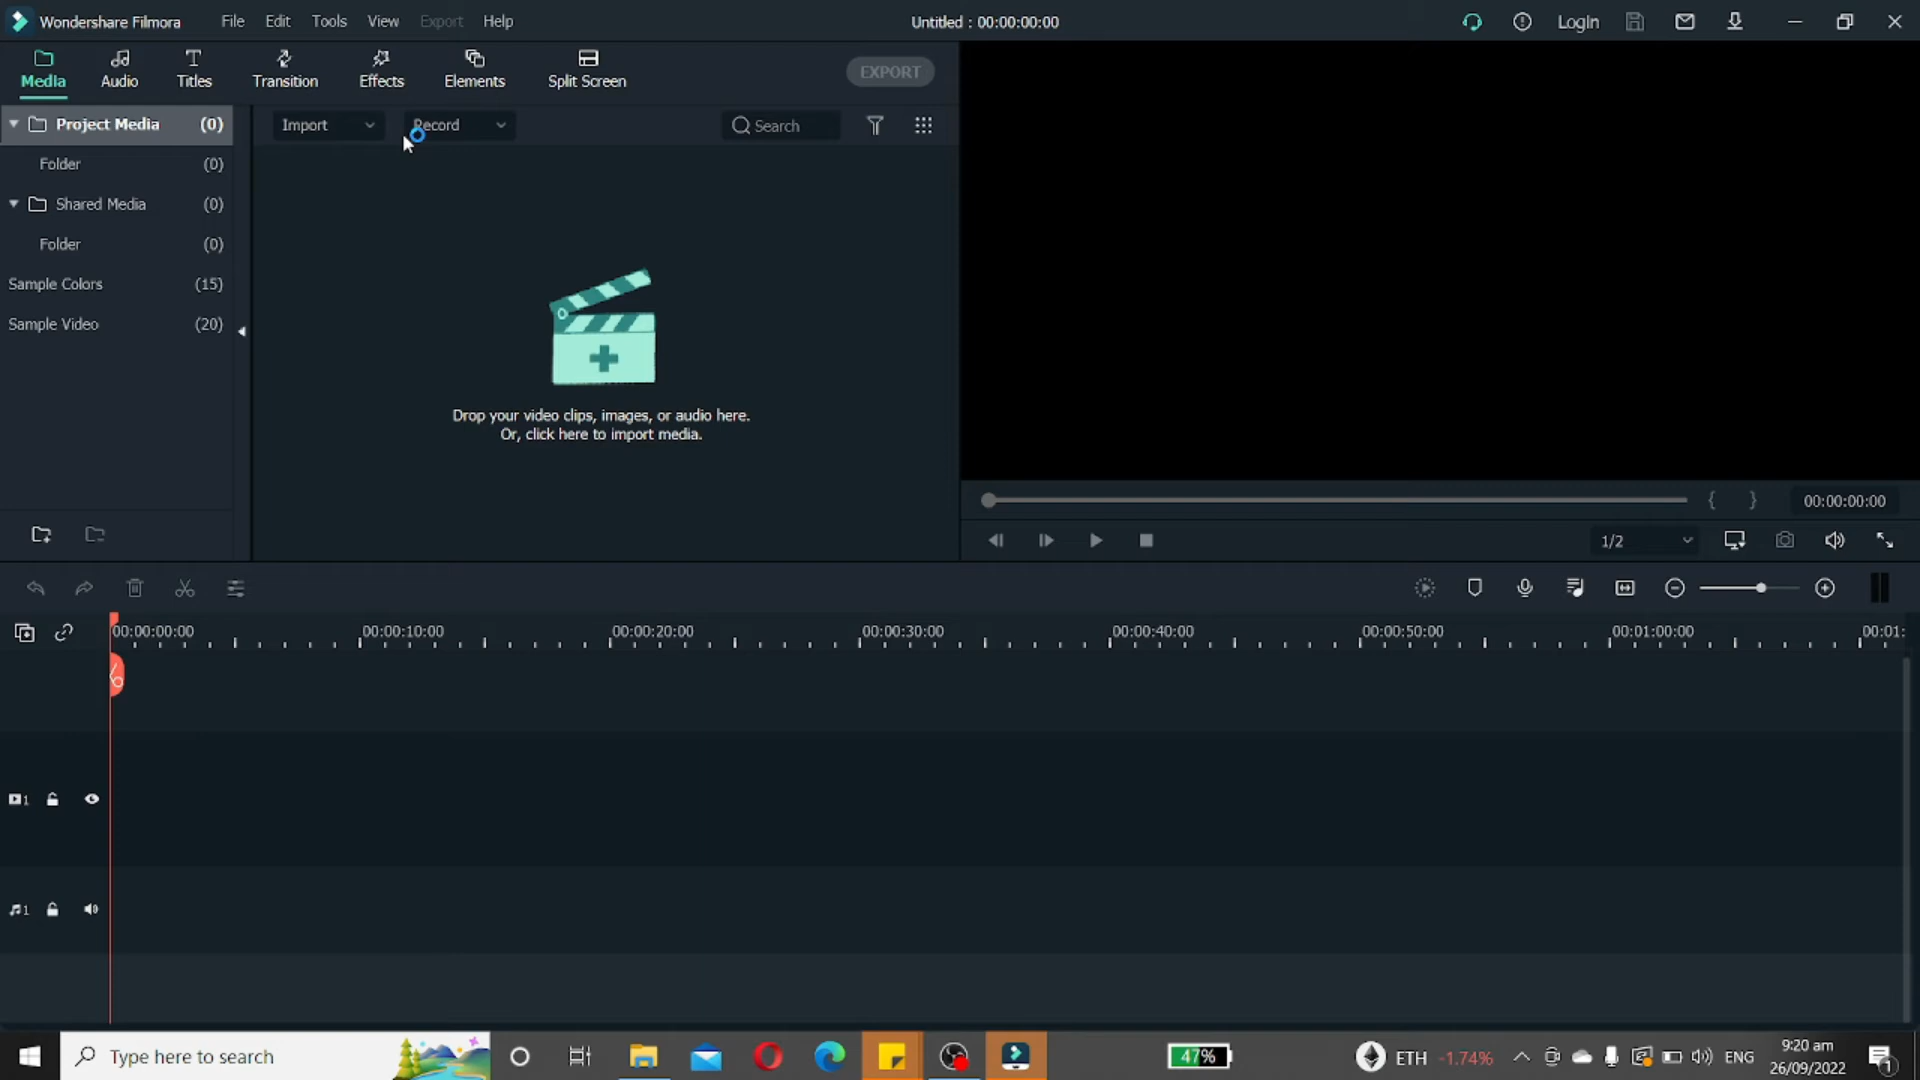 Wondershare Filmora File Edit Tools View Export Help Untitled : 00:00:00:00 LogIn
Media Audio Titles Transition Effects Elements Split Screen EXPORT
Project Media (0) Import Record Search
Folder (0)
Shared Media (0)
Folder (0)
Sample Colors (15)
Sample Video (20)
Drop your video clips, images, or audio here.
Or, click here to import media.
{ } 00:00:00:00
1/2
00:00:00:00 00:00:10:00 00:00:20:00 00:00:30:00 00:00:40:00 00:00:50:00 00:01:00:00 00:01:
1
1
Type here to search 47% ETH -1.74% ENG 9:20 am
26/09/2022 1